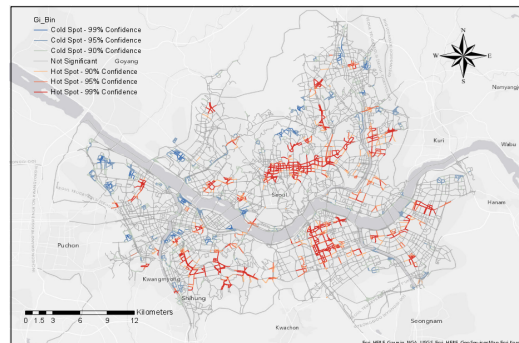 Gi_Bin
Cold Spot - 99% Confidence
Cold Spot - 95% Confidence
Cold Spot - 90% Confidence
Not Significant
Goyang
Hot Spot - 90% Confidence
Hot Spot - 95% Confidence
Hot Spot - 99% Confidence
N
W
E
S
Namyangju
Kuri
Wabu
Seoul
Hanam
Puchon
Kwangmyong
Shihung
Kwachon
Seongnam
Kilometers
0 1.5 3 6 9 12